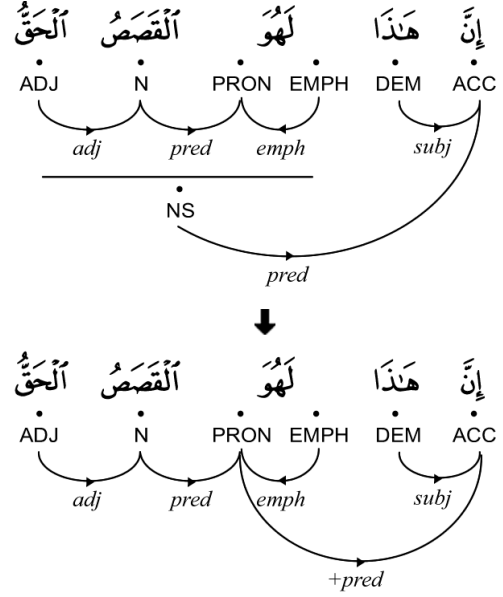 إِنَّ هَـٰذَا لَهُوَ ٱلْقَصَصُ ٱلْحَقُّ
ADJ N PRON EMPH DEM ACC
adj pred emph subj
NS
pred
إِنَّ هَـٰذَا لَهُوَ ٱلْقَصَصُ ٱلْحَقُّ
ADJ N PRON EMPH DEM ACC
adj pred emph subj
+pred